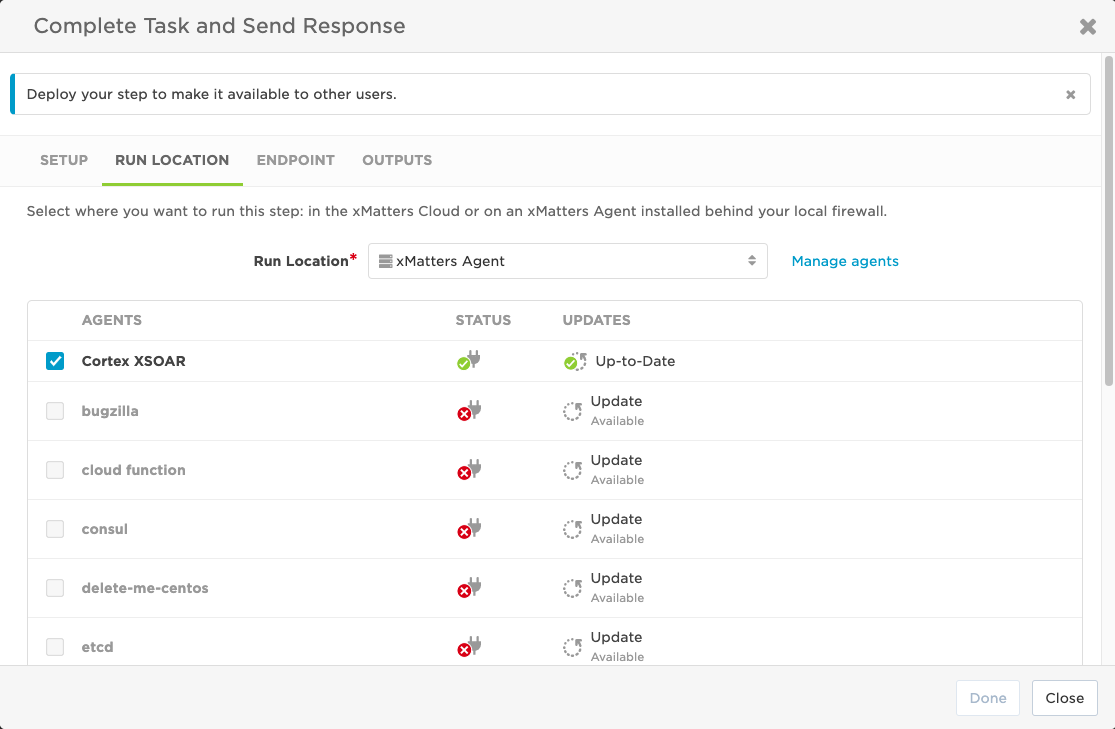 Complete Task and Send Response
Deploy your step to make it available to other users.
SETUP RUN LOCATION ENDPOINT OUTPUTS
Select where you want to run this step: in the xMatters Cloud or on an xMatters Agent installed behind your local firewall.
Run Location* xMatters Agent Manage agents
AGENTS STATUS UPDATES
Cortex XSOAR Up-to-Date
bugzilla Update
Available
cloud function Update
Available
consul Update
Available
delete-me-centos Update
Available
etcd Update
Available
Done Close